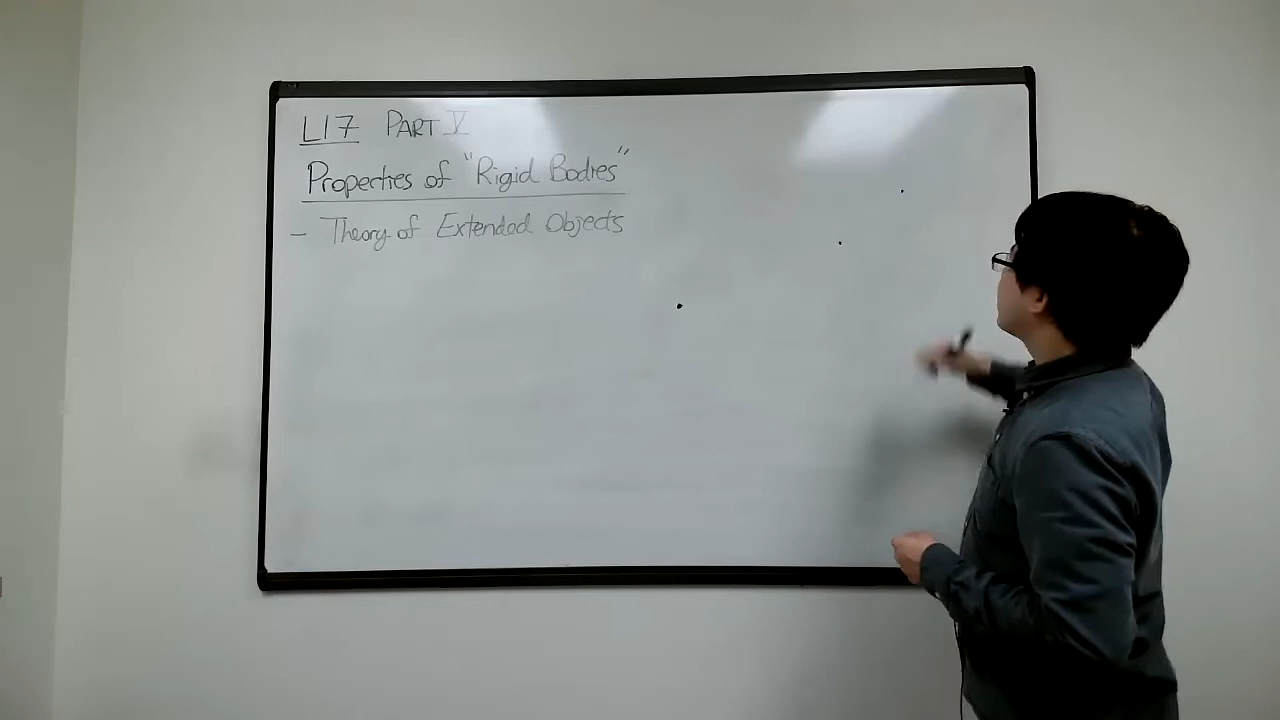 L17 PART V
Properties of "Rigid Bodies"
- Theory of Extended Objects